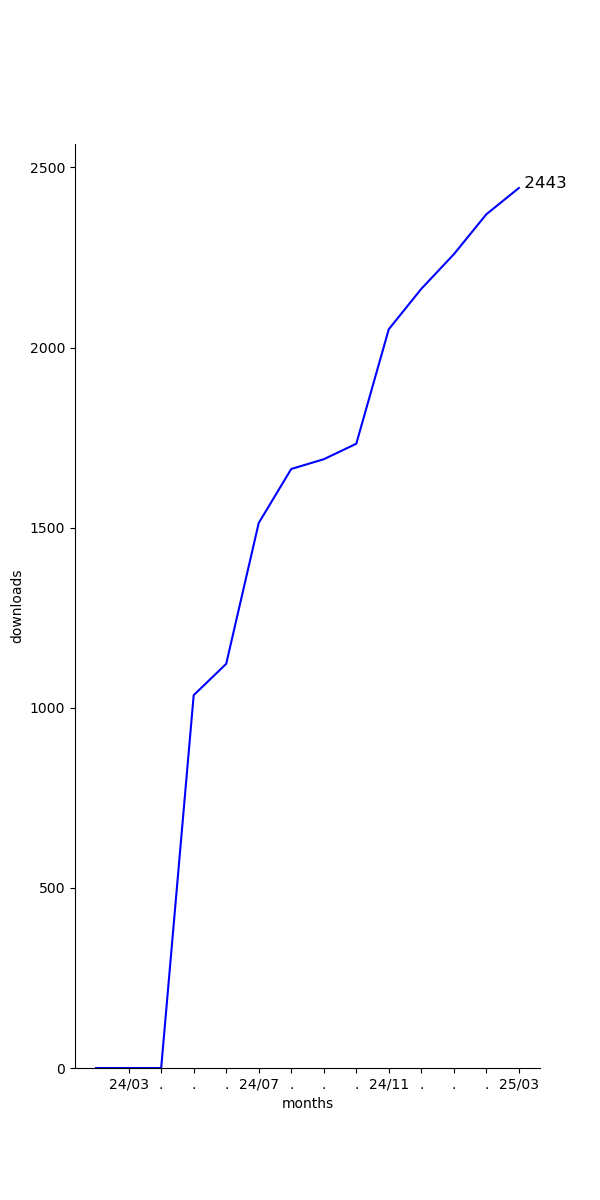 2500
2443
2000
1500
downloads
1000
500
0
24/03 . . . 24/07 . . . 24/11 . . . 25/03
months